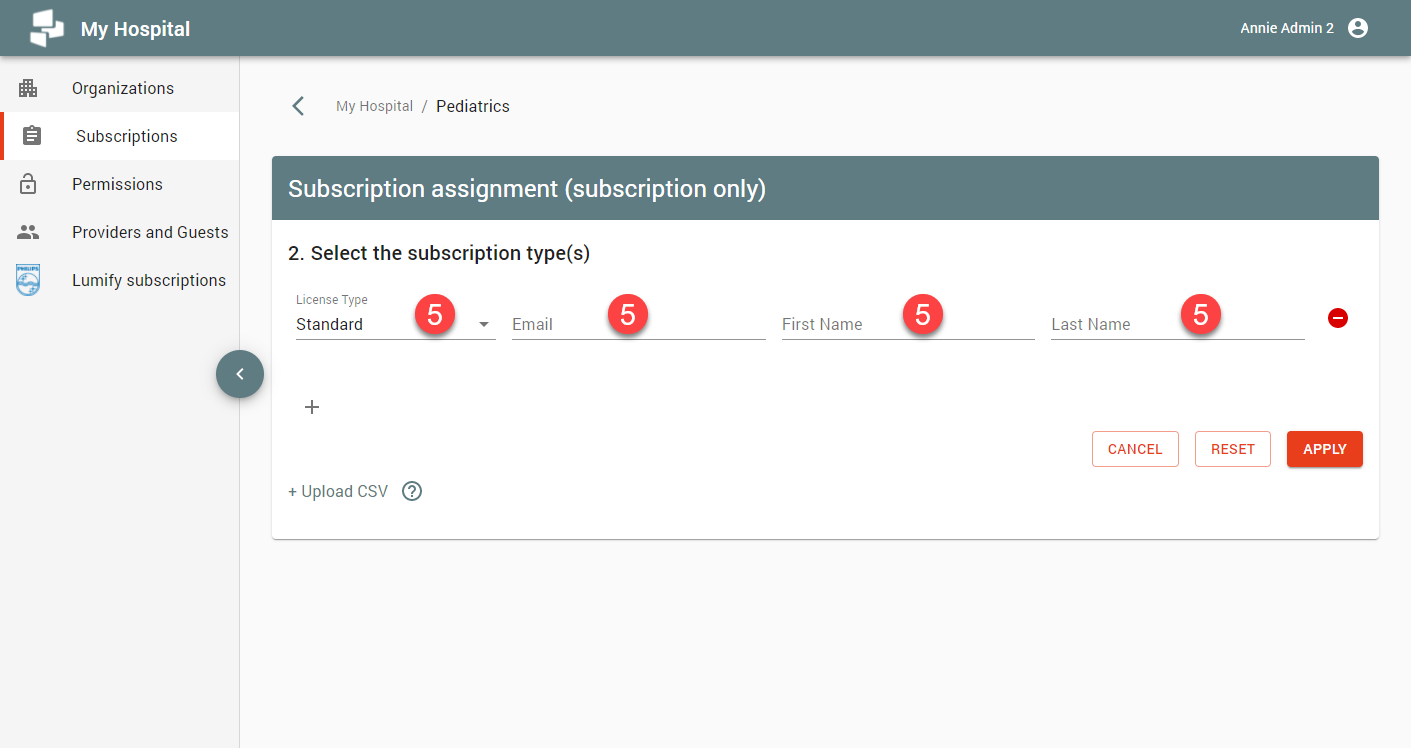 My Hospital
Annie Admin 2
Organizations
Subscriptions
Permissions
Providers and Guests
PHILIPS
Lumify subscriptions
My Hospital / Pediatrics
Subscription assignment (subscription only)
2. Select the subscription type(s)
License Type
Standard 5 Email 5 First Name 5 Last Name 5
CANCEL RESET APPLY
+ Upload CSV ?